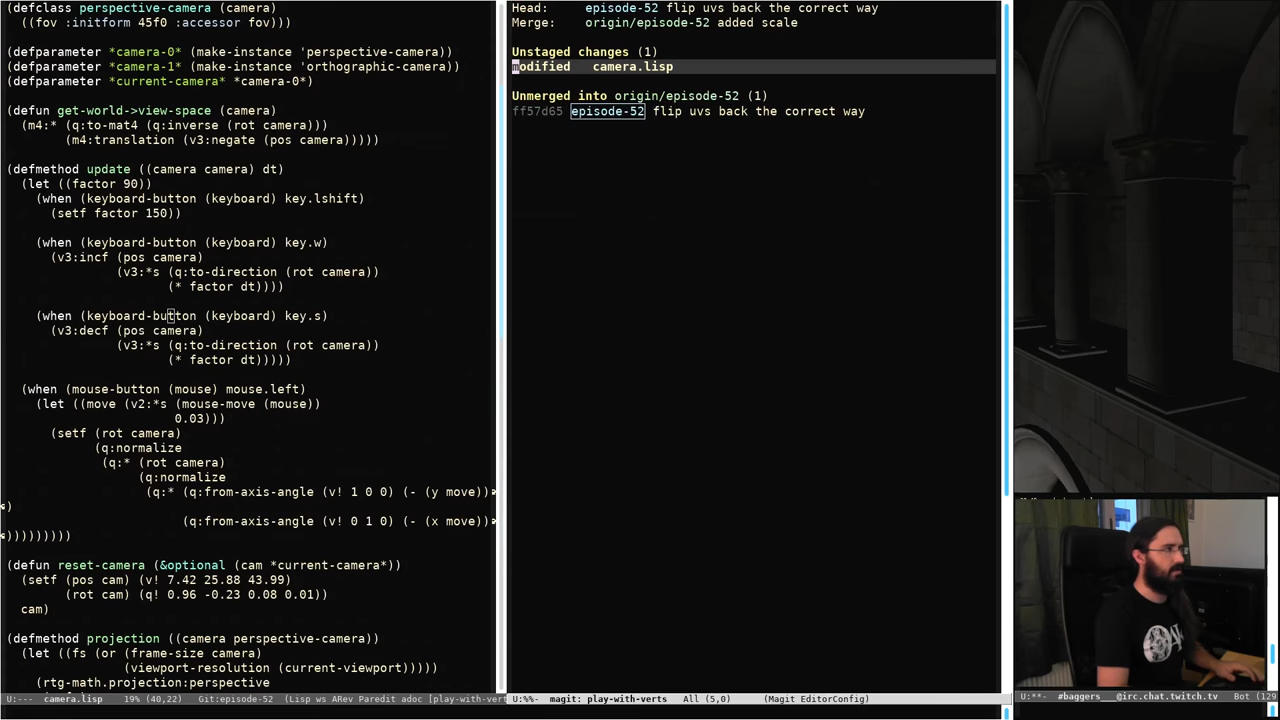 (defclass perspective-camera (camera)
  ((fov :initform 45f0 :accessor fov)))

(defparameter *camera-0* (make-instance 'perspective-camera))
(defparameter *camera-1* (make-instance 'orthographic-camera))
(defparameter *current-camera* *camera-0*)

(defun get-world->view-space (camera)
  (m4:* (q:to-mat4 (q:inverse (rot camera)))
        (m4:translation (v3:negate (pos camera)))))

(defmethod update ((camera camera) dt)
  (let ((factor 90))
    (when (keyboard-button (keyboard) key.lshift)
      (setf factor 150))

    (when (keyboard-button (keyboard) key.w)
      (v3:incf (pos camera)
               (v3:*s (q:to-direction (rot camera))
                      (* factor dt))))

    (when (keyboard-button (keyboard) key.s)
      (v3:decf (pos camera)
               (v3:*s (q:to-direction (rot camera))
                      (* factor dt)))))

  (when (mouse-button (mouse) mouse.left)
    (let ((move (v2:*s (mouse-move (mouse))
                       0.03)))
      (setf (rot camera)
            (q:normalize
             (q:* (rot camera)
                  (q:normalize
                   (q:* (q:from-axis-angle (v! 1 0 0) (- (y move))
)
                        (q:from-axis-angle (v! 0 1 0) (- (x move))
)))))))))

(defun reset-camera (&optional (cam *current-camera*))
  (setf (pos cam) (v! 7.42 25.88 43.99)
        (rot cam) (q! 0.96 -0.23 0.08 0.01))
  cam)

(defmethod projection ((camera perspective-camera))
  (let ((fs (or (frame-size camera)
                (viewport-resolution (current-viewport)))))
    (rtg-math.projection:perspective
U:---  camera.lisp   19% (40,22)   Git:episode-52  (Lisp ws ARev Paredit adoc [play-with-vert
Head:     episode-52 flip uvs back the correct way
Merge:    origin/episode-52 added scale

Unstaged changes (1)
modified   camera.lisp

Unmerged into origin/episode-52 (1)
ff57d65 episode-52 flip uvs back the correct way
U:%%-  magit: play-with-verts   All (5,0)     (Magit EditorConfig)
U:**-  #baggers___@irc.chat.twitch.tv   Bot (129